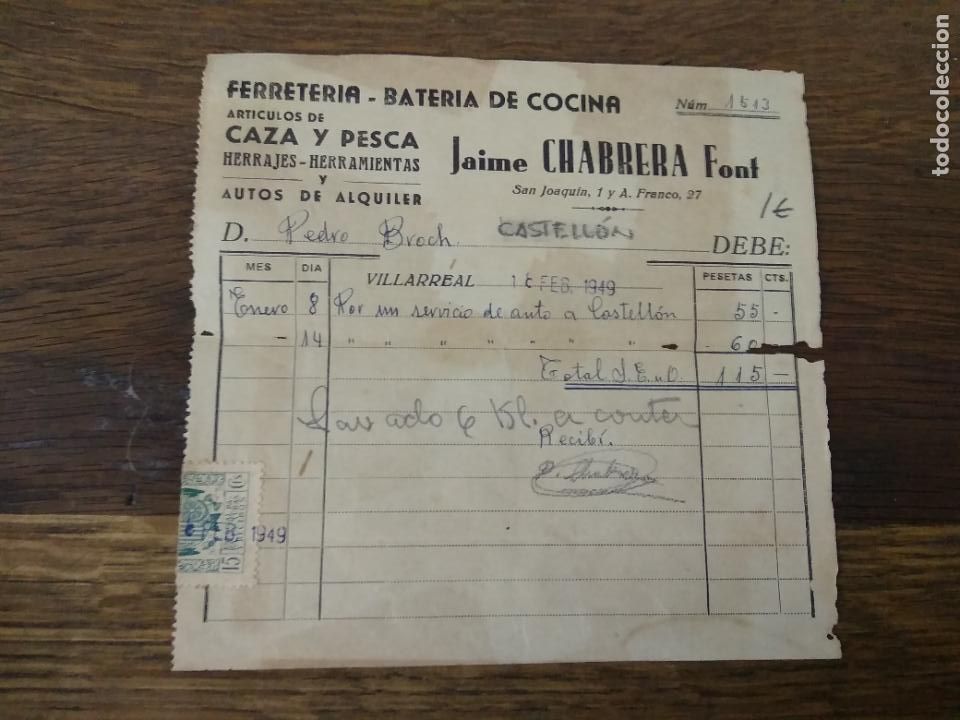 FERRETERIA - BATERIA DE COCINA
Núm. 1513
ARTICULOS DE
CAZA Y PESCA
HERRAJES-HERRAMIENTAS
Y
AUTOS DE ALQUILER
Jaime CHABRERA Font
San Joaquín, 1 y A. Franco, 27
1€
D. Pedro Broch. CASTELLÓN DEBE:
MES DIA VILLARREAL FEB. 1949 PESETAS CTS.
Enero 8 Por un servicio de auto a Castellón 55 -
- 14 " " " " " " 60
Total S. E. u O. 115 -
a
Recibí.
1949
15
todocoleccion